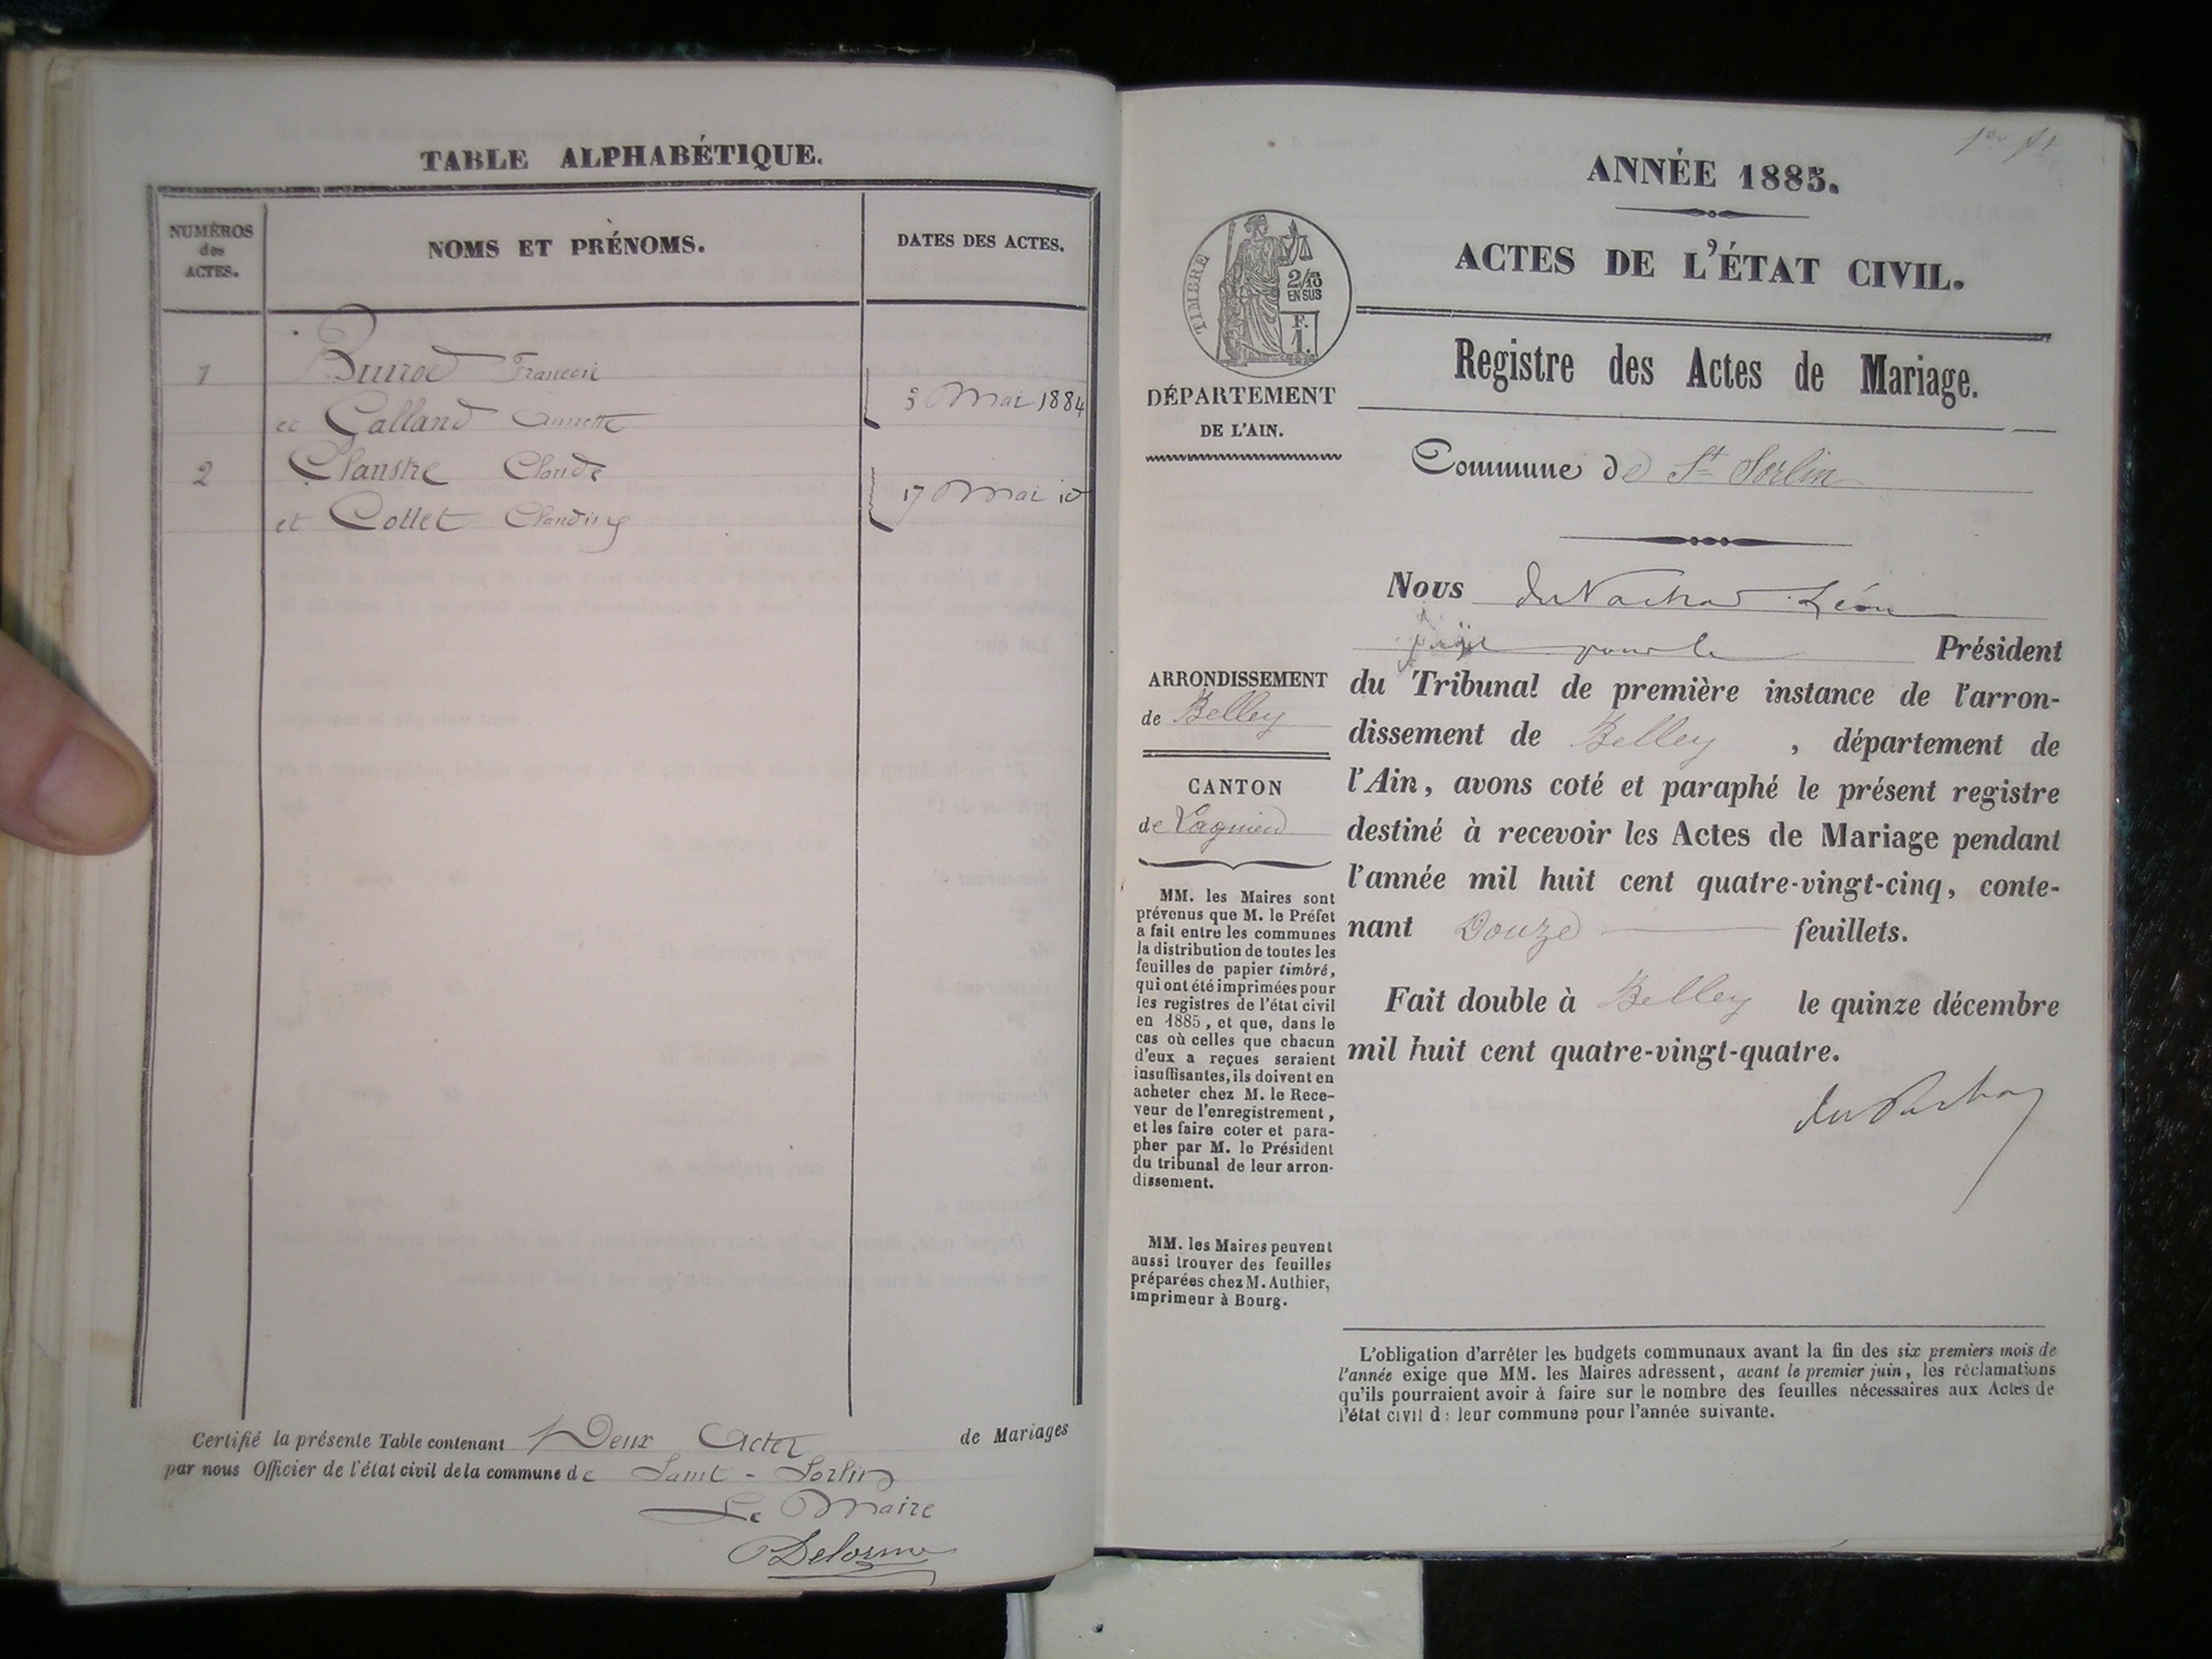 TABLE ALPHABÉTIQUE.
NUMÉROS
des
ACTES.
NOMS ET PRÉNOMS.
DATES DES ACTES.
1
François
et Galland Annette
3 Mai 1884
2
Claustre Claude
et Collet Claudine
17 Mai id
Certifié la présente Table contenant Deux Actes de Mariages
par nous Officier de l'état civil de la commune de Saint-Sorlin
Le Maire
Delorme
ANNÉE 1885.
ACTES DE L'ÉTAT CIVIL.
TIMBRE
2/10
EN SUS
F.
1.
DÉPARTEMENT
DE L'AIN.
Registre des Actes de Mariage.
Commune de St Sorlin
ARRONDISSEMENT
de Belley
CANTON
de Lagnieu
MM. les Maires sont
prévenus que M. le Préfet
a fait entre les communes
la distribution de toutes les
feuilles de papier timbré,
qui ont été imprimées pour
les registres de l'état civil
en 1885, et que, dans le
cas où celles que chacun
d'eux a reçues seraient
insuffisantes, ils doivent en
acheter chez M. le Rece-
veur de l'enregistrement,
et les faire coter et para-
pher par M. le Président
du tribunal de leur arron-
dissement.
MM. les Maires peuvent
aussi trouver des feuilles
préparées chez M. Authier,
imprimeur à Bourg.
Nous Léon
juge pour le Président
du Tribunal de première instance de l'arron-
dissement de Belley, département de
l'Ain, avons coté et paraphé le présent registre
destiné à recevoir les Actes de Mariage pendant
l'année mil huit cent quatre-vingt-cinq, conte-
nant Douze feuillets.
Fait double à Belley le quinze décembre
mil huit cent quatre-vingt-quatre.
L'obligation d'arrêter les budgets communaux avant la fin des six premiers mois de
l'année exige que MM. les Maires adressent, avant le premier juin, les réclamations
qu'ils pourraient avoir à faire sur le nombre des feuilles nécessaires aux Actes de
l'état civil de leur commune pour l'année suivante.